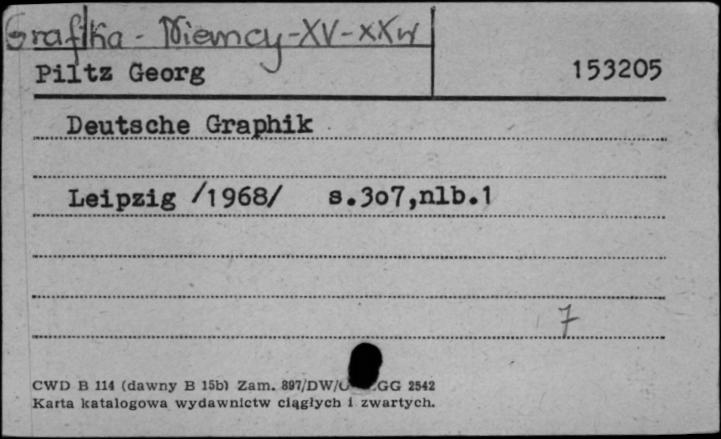 Grafika - Niemcy - XV-XX w
Piltz Georg 153205
Deutsche Graphik
Leipzig /1968/ s.3o7,nlb.1
7
CWD B 114 (dawny B 15b) Zam. 897/DW/ GG 2542
Karta katalogowa wydawnictw ciągłych i zwartych.